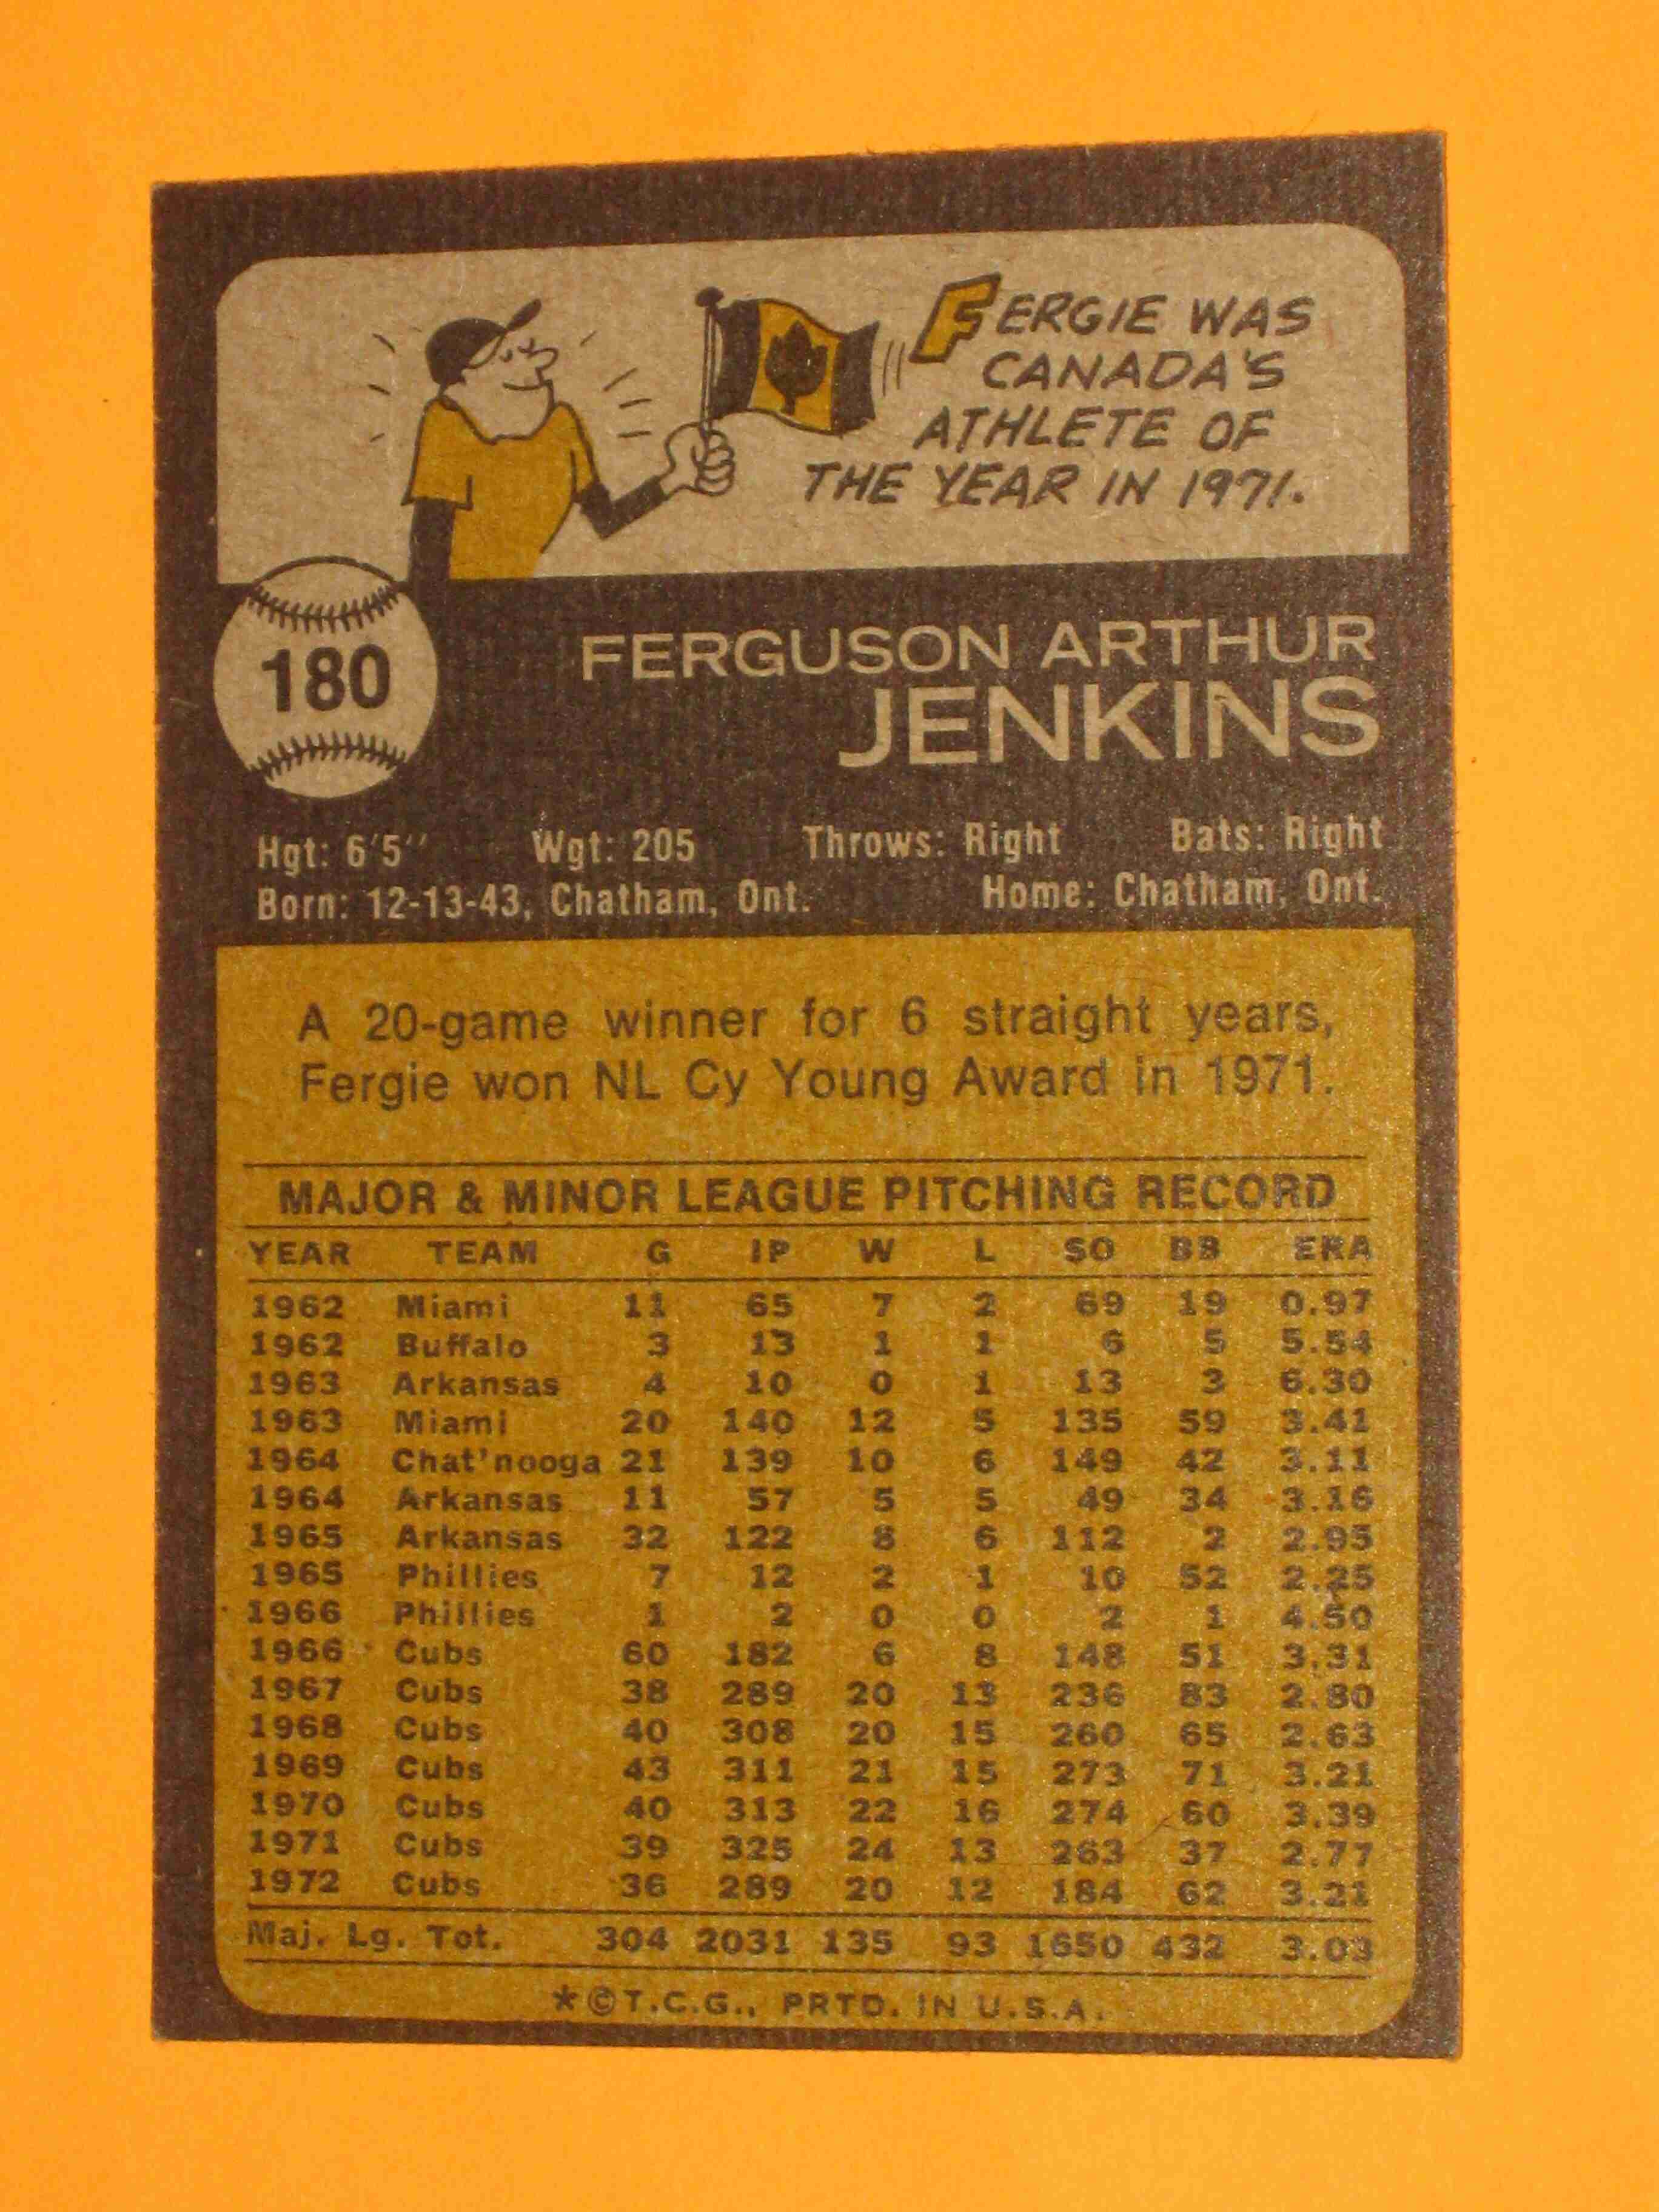 FERGIE WAS
CANADA'S
ATHLETE OF
THE YEAR IN 1971.
180
FERGUSON ARTHUR
JENKINS
Hgt: 6'5'' Wgt: 205 Throws: Right Bats: Right
Born: 12-13-43, Chatham, Ont. Home: Chatham, Ont.
A 20-game winner for 6 straight years,
Fergie won NL Cy Young Award in 1971.
MAJOR & MINOR LEAGUE PITCHING RECORD
YEAR TEAM G IP W L SO BB ERA
1962 Miami 11 65 7 2 69 19 0.97
1962 Buffalo 3 13 1 1 6 5 5.54
1963 Arkansas 4 10 0 1 13 3 6.30
1963 Miami 20 140 12 5 135 59 3.41
1964 Chat'nooga 21 139 10 6 149 42 3.11
1964 Arkansas 11 57 5 5 49 34 3.16
1965 Arkansas 32 122 8 6 112 2 2.95
1965 Phillies 7 12 2 1 10 52 2.25
1966 Phillies 1 2 0 0 2 1 4.50
1966 Cubs 60 182 6 8 148 51 3.31
1967 Cubs 38 289 20 13 236 83 2.80
1968 Cubs 40 308 20 15 260 65 2.63
1969 Cubs 43 311 21 15 273 71 3.21
1970 Cubs 40 313 22 16 274 60 3.39
1971 Cubs 39 325 24 13 263 37 2.77
1972 Cubs 36 289 20 12 184 62 3.21
Maj. Lg. Tot. 304 2031 135 93 1650 432 3.03
*©T.C.G., PRTD. IN U.S.A.